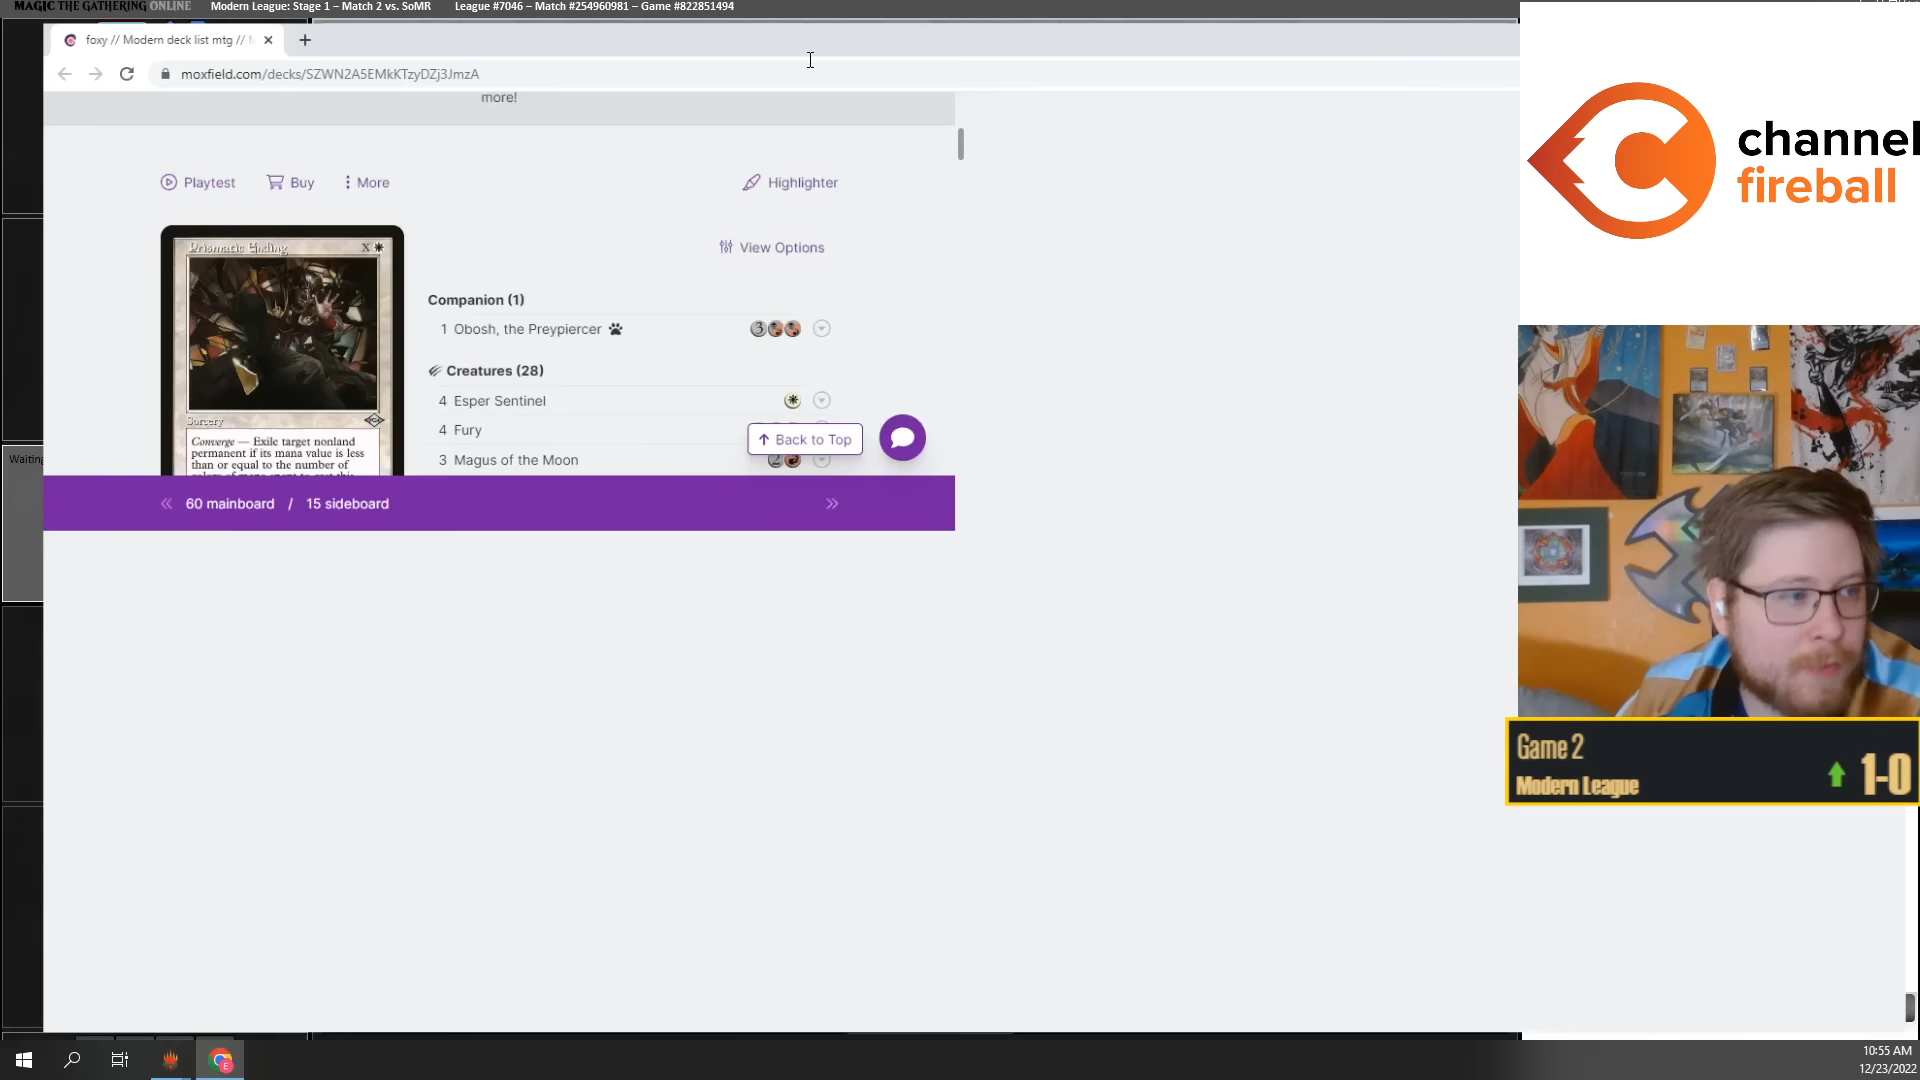 MAGIC THE GATHERING ONLINE
Modern League: Stage 1 – Match 2 vs. SoMR
League #7046 – Match #254960981 – Game #822851494
foxy // Modern deck list mtg //
moxfield.com/decks/SZWN2A5EMkKTzyDZj3JmzA
more!
Playtest
Buy
More
Highlighter
View Options
Prismatic Ending X
Sorcery
Converge — Exile target nonland
permanent if its mana value is less
than or equal to the number of
Companion (1)
1 Obosh, the Preypiercer 3
Creatures (28)
4 Esper Sentinel
4 Fury
3 Magus of the Moon 2
Back to Top
60 mainboard / 15 sideboard
Waiting
channel
fireball
Game 2
Modern League
1-0
10:55 AM
12/23/2022